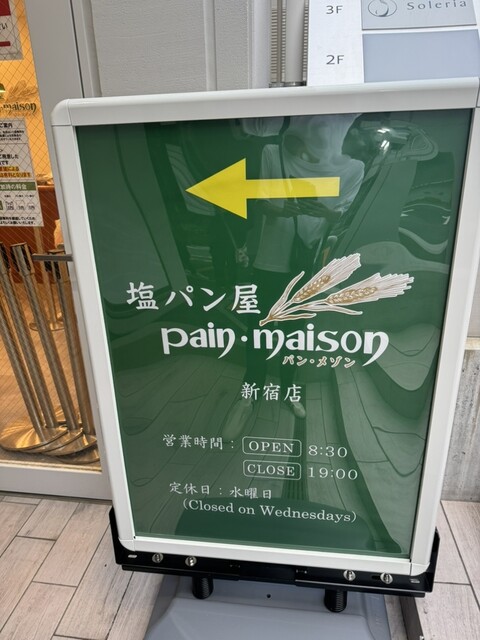 3F Soleria
2F
maison
塩パン屋
pain・maison
パン・メゾン
新宿店
営業時間： OPEN 8:30
CLOSE 19:00
定休日：水曜日
(Closed on Wednesdays)